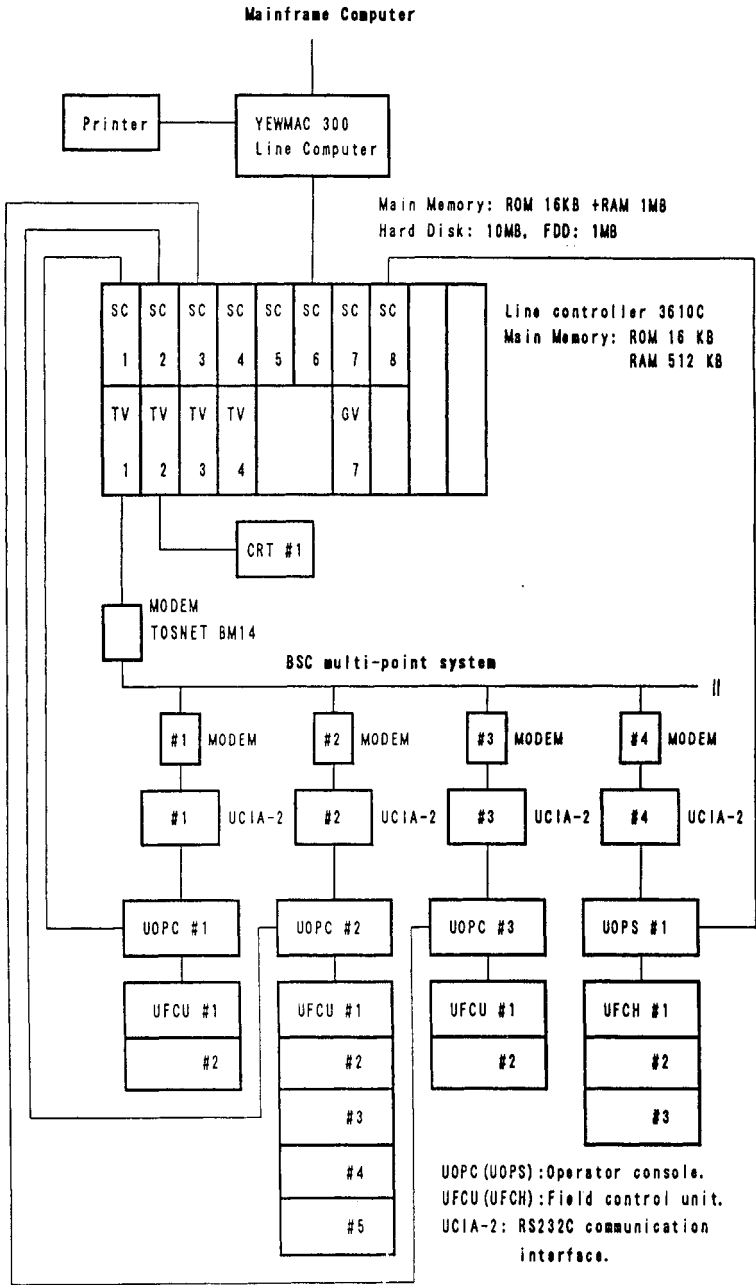 Mainframe Computer
Printer
YEWMAC 300
Line Computer
Main Memory: ROM 16KB +RAM 1MB
Hard Disk: 10MB, FDD: 1MB
SC SC SC SC SC SC SC SC
1 2 3 4 5 6 7 8
TV TV TV TV GV
1 2 3 4 7
Line controller 3610C
Main Memory: ROM 16 KB
RAM 512 KB
CRT #1
MODEM
TOSNET BM14
BSC multi-point system
#1 MODEM #2 MODEM #3 MODEM #4 MODEM
#1 UCIA-2 #2 UCIA-2 #3 UCIA-2 #4 UCIA-2
UOPC #1 UOPC #2 UOPC #3 UOPS #1
UFCU #1 UFCU #1 UFCU #1 UFCH #1
#2 #2 #2 #2
#3 #3
#4
#5
UOPC(UOPS):Operator console.
UFCU(UFCH):Field control unit.
UCIA-2: RS232C communication
interface.